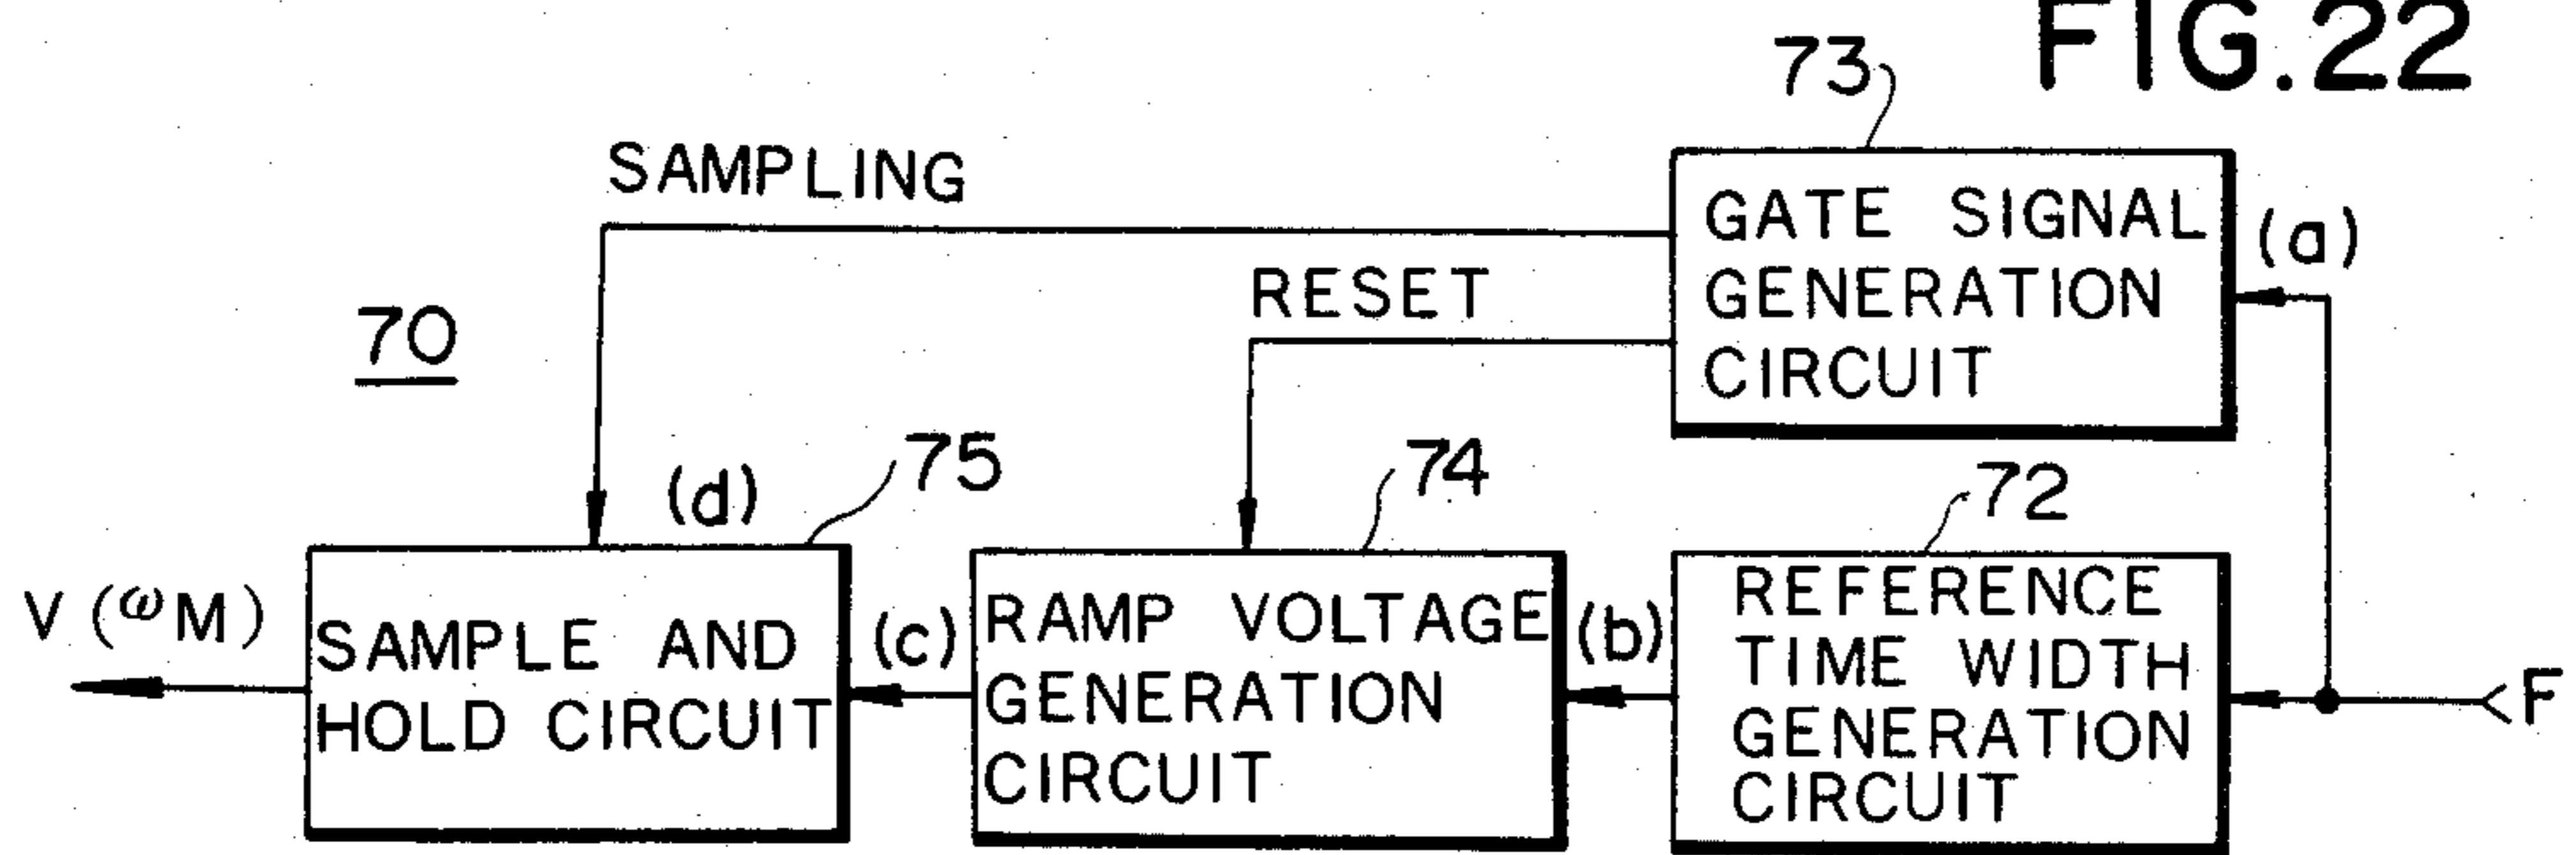 FIG.22
73
SAMPLING
GATE SIGNAL
GENERATION
CIRCUIT
(a)
RESET
70
75
74
72
(d)
V (ωM)
SAMPLE AND
HOLD CIRCUIT
(c)
RAMP VOLTAGE
GENERATION
CIRCUIT
(b)
REFERENCE
TIME WIDTH
GENERATION
CIRCUIT
F